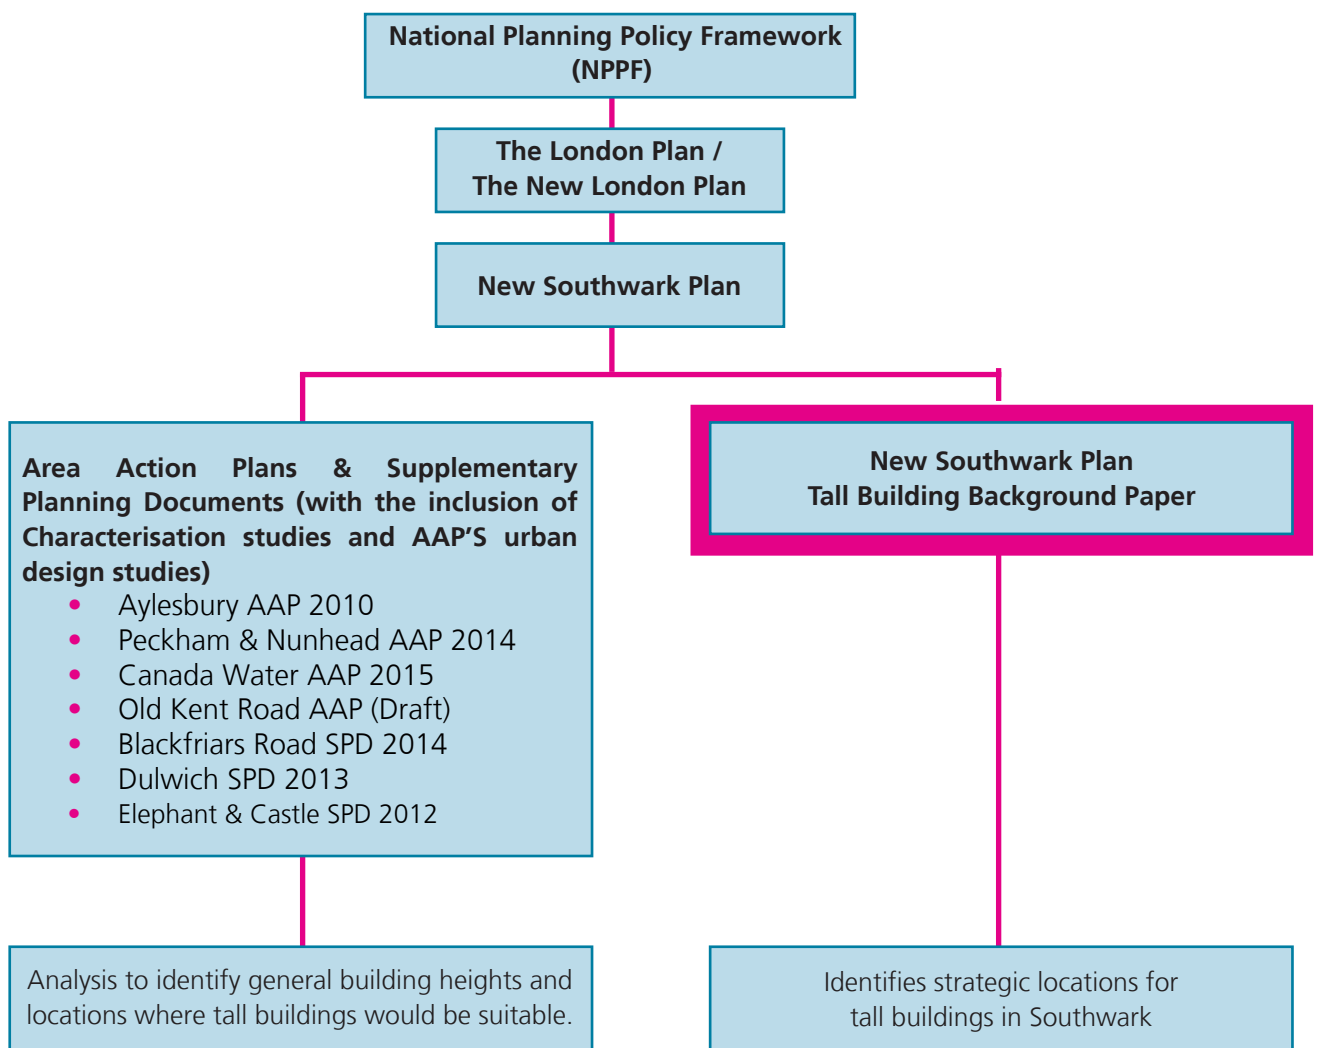 National Planning Policy Framework
(NPPF)
The London Plan /
The New London Plan
New Southwark Plan
Area Action Plans & Supplementary
Planning Documents (with the inclusion of
Characterisation studies and AAP'S urban
design studies)
• Aylesbury AAP 2010
• Peckham & Nunhead AAP 2014
• Canada Water AAP 2015
• Old Kent Road AAP (Draft)
• Blackfriars Road SPD 2014
• Dulwich SPD 2013
• Elephant & Castle SPD 2012
New Southwark Plan
Tall Building Background Paper
Analysis to identify general building heights and
locations where tall buildings would be suitable.
Identifies strategic locations for
tall buildings in Southwark